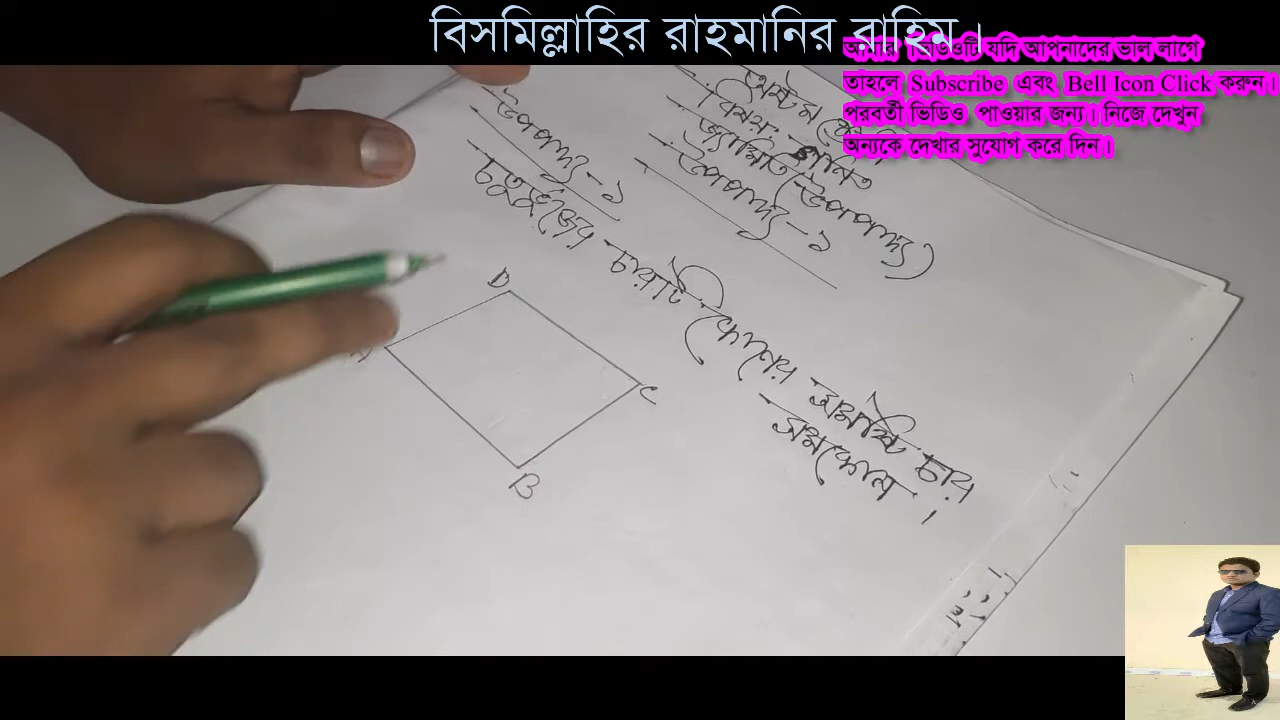 বিসমিল্লাহির রাহমানির রাহিম।
আমার ভিডিওটি যদি আপনাদের ভাল লাগে
তাহলে Subscribe এবং Bell Icon Click করুন।
পরবর্তী ভিডিও পাওয়ার জন্য। নিজে দেখুন
অন্যকে দেখার সুযোগ করে দিন।
অষ্টম
বিষয়: গণিত
জ্যামিতি (উপপাদ্য)
উপপাদ্য-১
উপপাদ্য-১
চতুর্ভুজের চারটি কোণের সমষ্টি চার
সমকোণ।
D
A
C
B